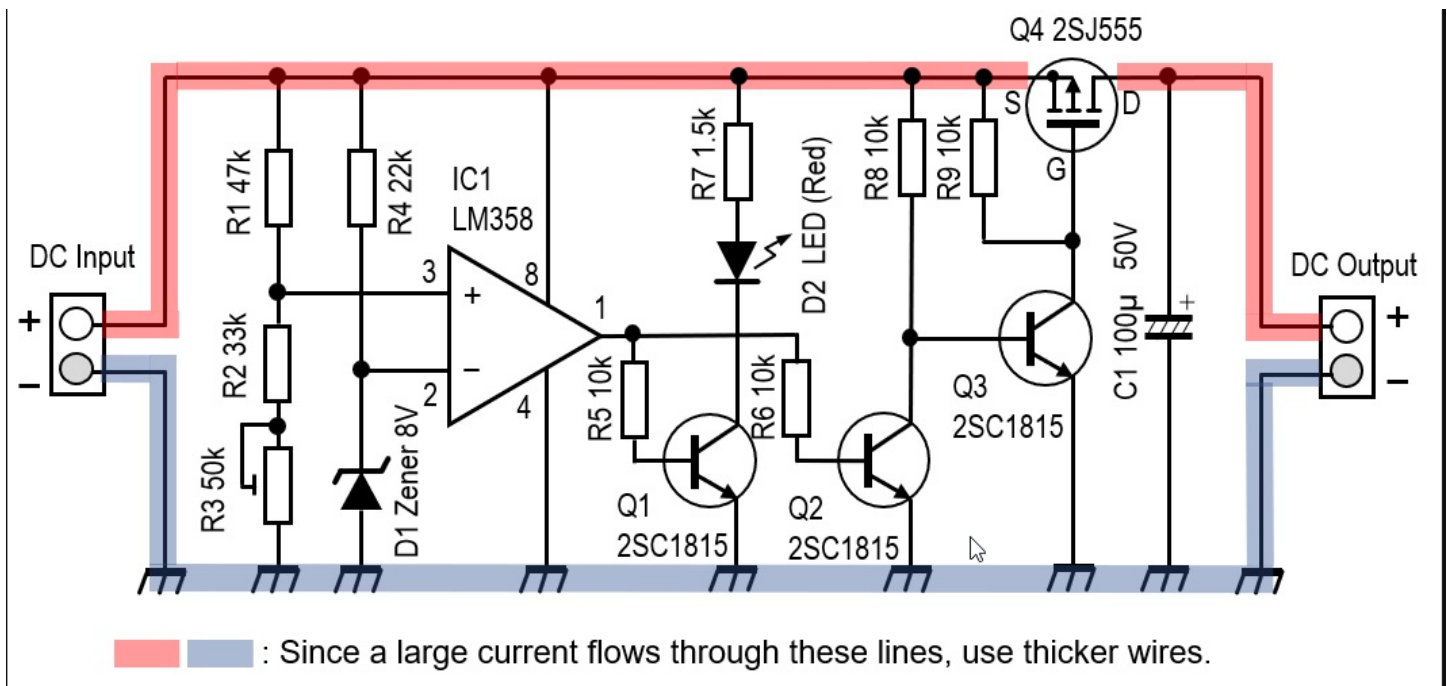 Q4 2SJ555
S
D
G
R1 47k
R4 22k
IC1
LM358
R7 1.5k
D2 LED (Red)
R8 10k
R9 10k
DC Input
+
−
3
+
8
1
2
−
4
R2 33k
R3 50k
D1 Zener 8V
R5 10k
R6 10k
Q1
2SC1815
Q2
2SC1815
Q3
2SC1815
C1 100µ 50V
+
DC Output
+
−
: Since a large current flows through these lines, use thicker wires.